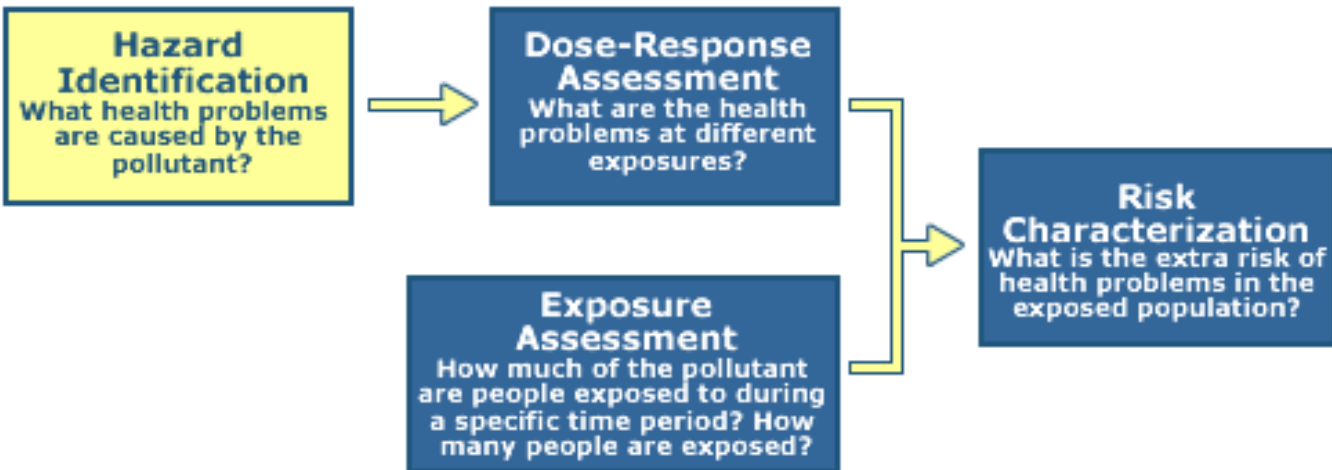 Hazard
Identification
What health problems
are caused by the
pollutant?
Dose-Response
Assessment
What are the health
problems at different
exposures?
Exposure
Assessment
How much of the pollutant
are people exposed to during
a specific time period? How
many people are exposed?
Risk
Characterization
What is the extra risk of
health problems in the
exposed population?